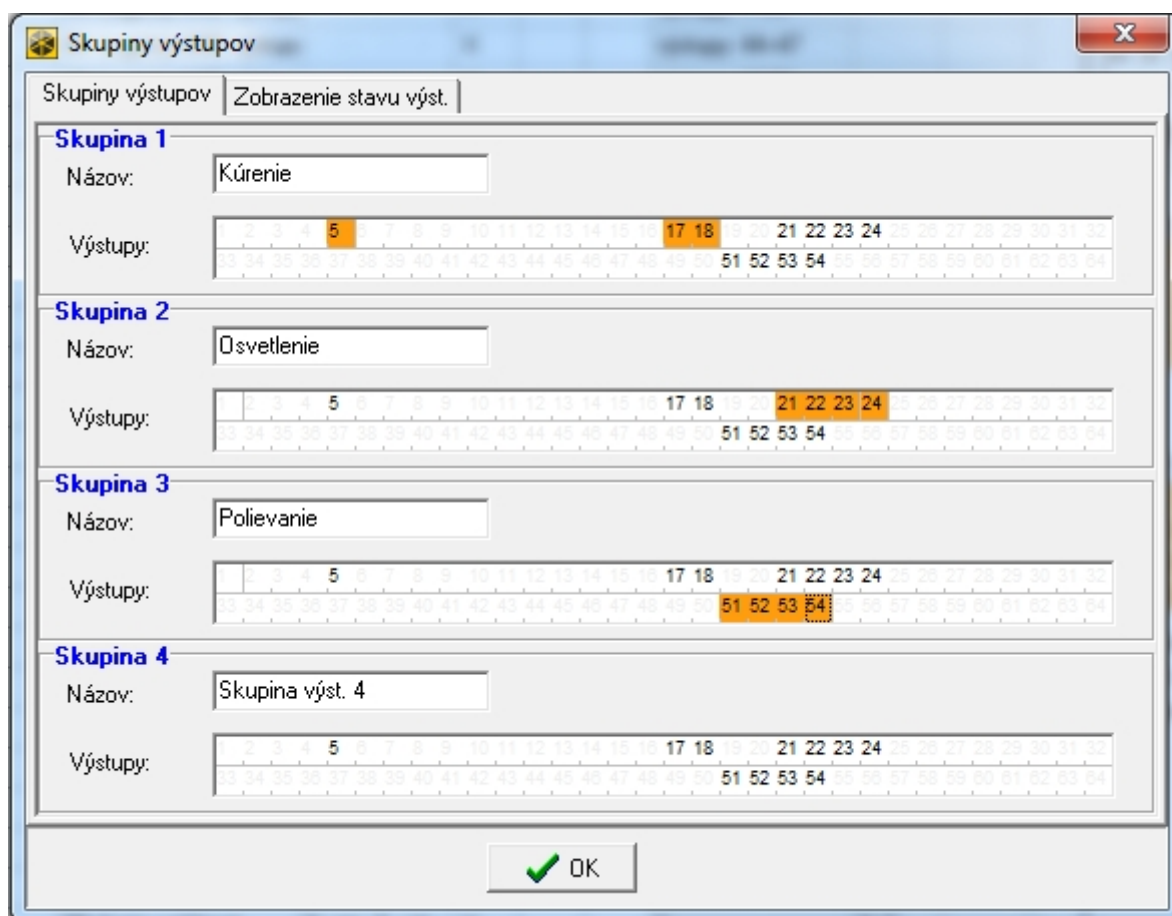 Skupiny výstupov
Skupiny výstupov Zobrazenie stavu výst.
Skupina 1
Názov: Kúrenie
Výstupy: 1 2 3 4 5 6 7 8 9 10 11 12 13 14 15 16 17 18 19 20 21 22 23 24 25 26 27 28 29 30 31 32
33 34 35 36 37 38 39 40 41 42 43 44 45 46 47 48 49 50 51 52 53 54 55 56 57 58 59 60 61 62 63 64
Skupina 2
Názov: Osvetlenie
Výstupy: 1 2 3 4 5 6 7 8 9 10 11 12 13 14 15 16 17 18 19 20 21 22 23 24 25 26 27 28 29 30 31 32
33 34 35 36 37 38 39 40 41 42 43 44 45 46 47 48 49 50 51 52 53 54 55 56 57 58 59 60 61 62 63 64
Skupina 3
Názov: Polievanie
Výstupy: 1 2 3 4 5 6 7 8 9 10 11 12 13 14 15 16 17 18 19 20 21 22 23 24 25 26 27 28 29 30 31 32
33 34 35 36 37 38 39 40 41 42 43 44 45 46 47 48 49 50 51 52 53 54 55 56 57 58 59 60 61 62 63 64
Skupina 4
Názov: Skupina výst. 4
Výstupy: 1 2 3 4 5 6 7 8 9 10 11 12 13 14 15 16 17 18 19 20 21 22 23 24 25 26 27 28 29 30 31 32
33 34 35 36 37 38 39 40 41 42 43 44 45 46 47 48 49 50 51 52 53 54 55 56 57 58 59 60 61 62 63 64
OK